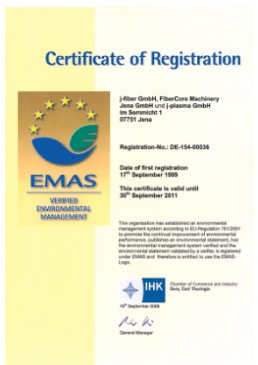 Certificate of Registration
j-fiber GmbH, FiberCore Machinery
Jena GmbH und j-plasma GmbH
Im Semmicht 1
07751 Jena
Registration-No.: DE-154-00036
Date of first registration
17th September 1999
This certificate is valid until
30th September 2011
EMAS
VERIFIED
ENVIRONMENTAL
MANAGEMENT
This organisation has established an environmental
management system according to EU-Regulation 761/2001
to promote the continual improvement of environmental
performance, publishes an environmental statement, has
the environmental management system verified and the
environmental statement validated by a verifier, is registered
under EMAS and therefore is entitled to use the EMAS-
Logo.
IHK
Chamber of Commerce and Industry
Gera, East Thuringia
September 2008
General Manager